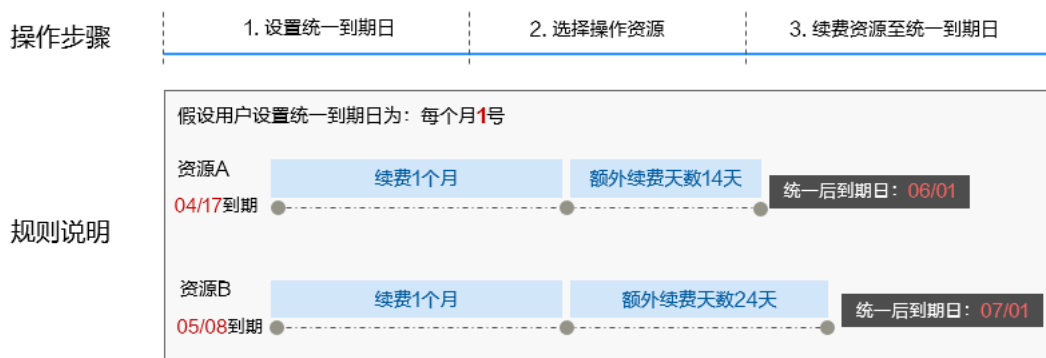 操作步骤
1. 设置统一到期日
2. 选择操作资源
3. 续费资源至统一到期日
规则说明
假设用户设置统一到期日为：每个月1号
资源A
04/17到期
续费1个月
额外续费天数14天
统一后到期日：06/01
资源B
05/08到期
续费1个月
额外续费天数24天
统一后到期日：07/01